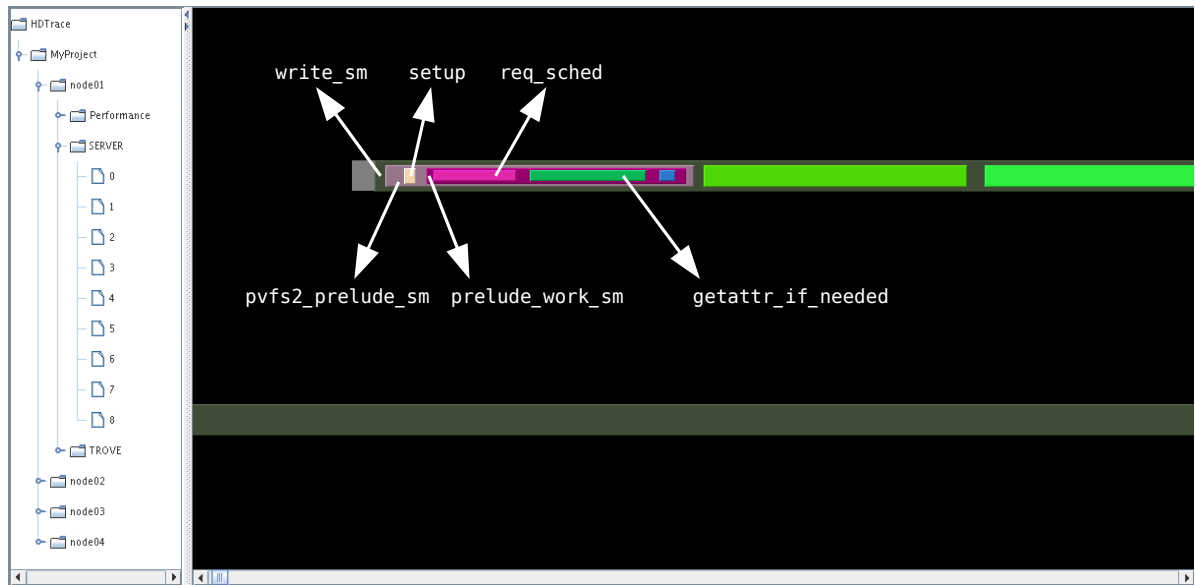 HDTrace
MyProject
node01
Performance
SERVER
0
1
2
3
4
5
6
7
8
TROVE
node02
node03
node04
write_sm setup req_sched
pvfs2_prelude_sm prelude_work_sm getattr_if_needed